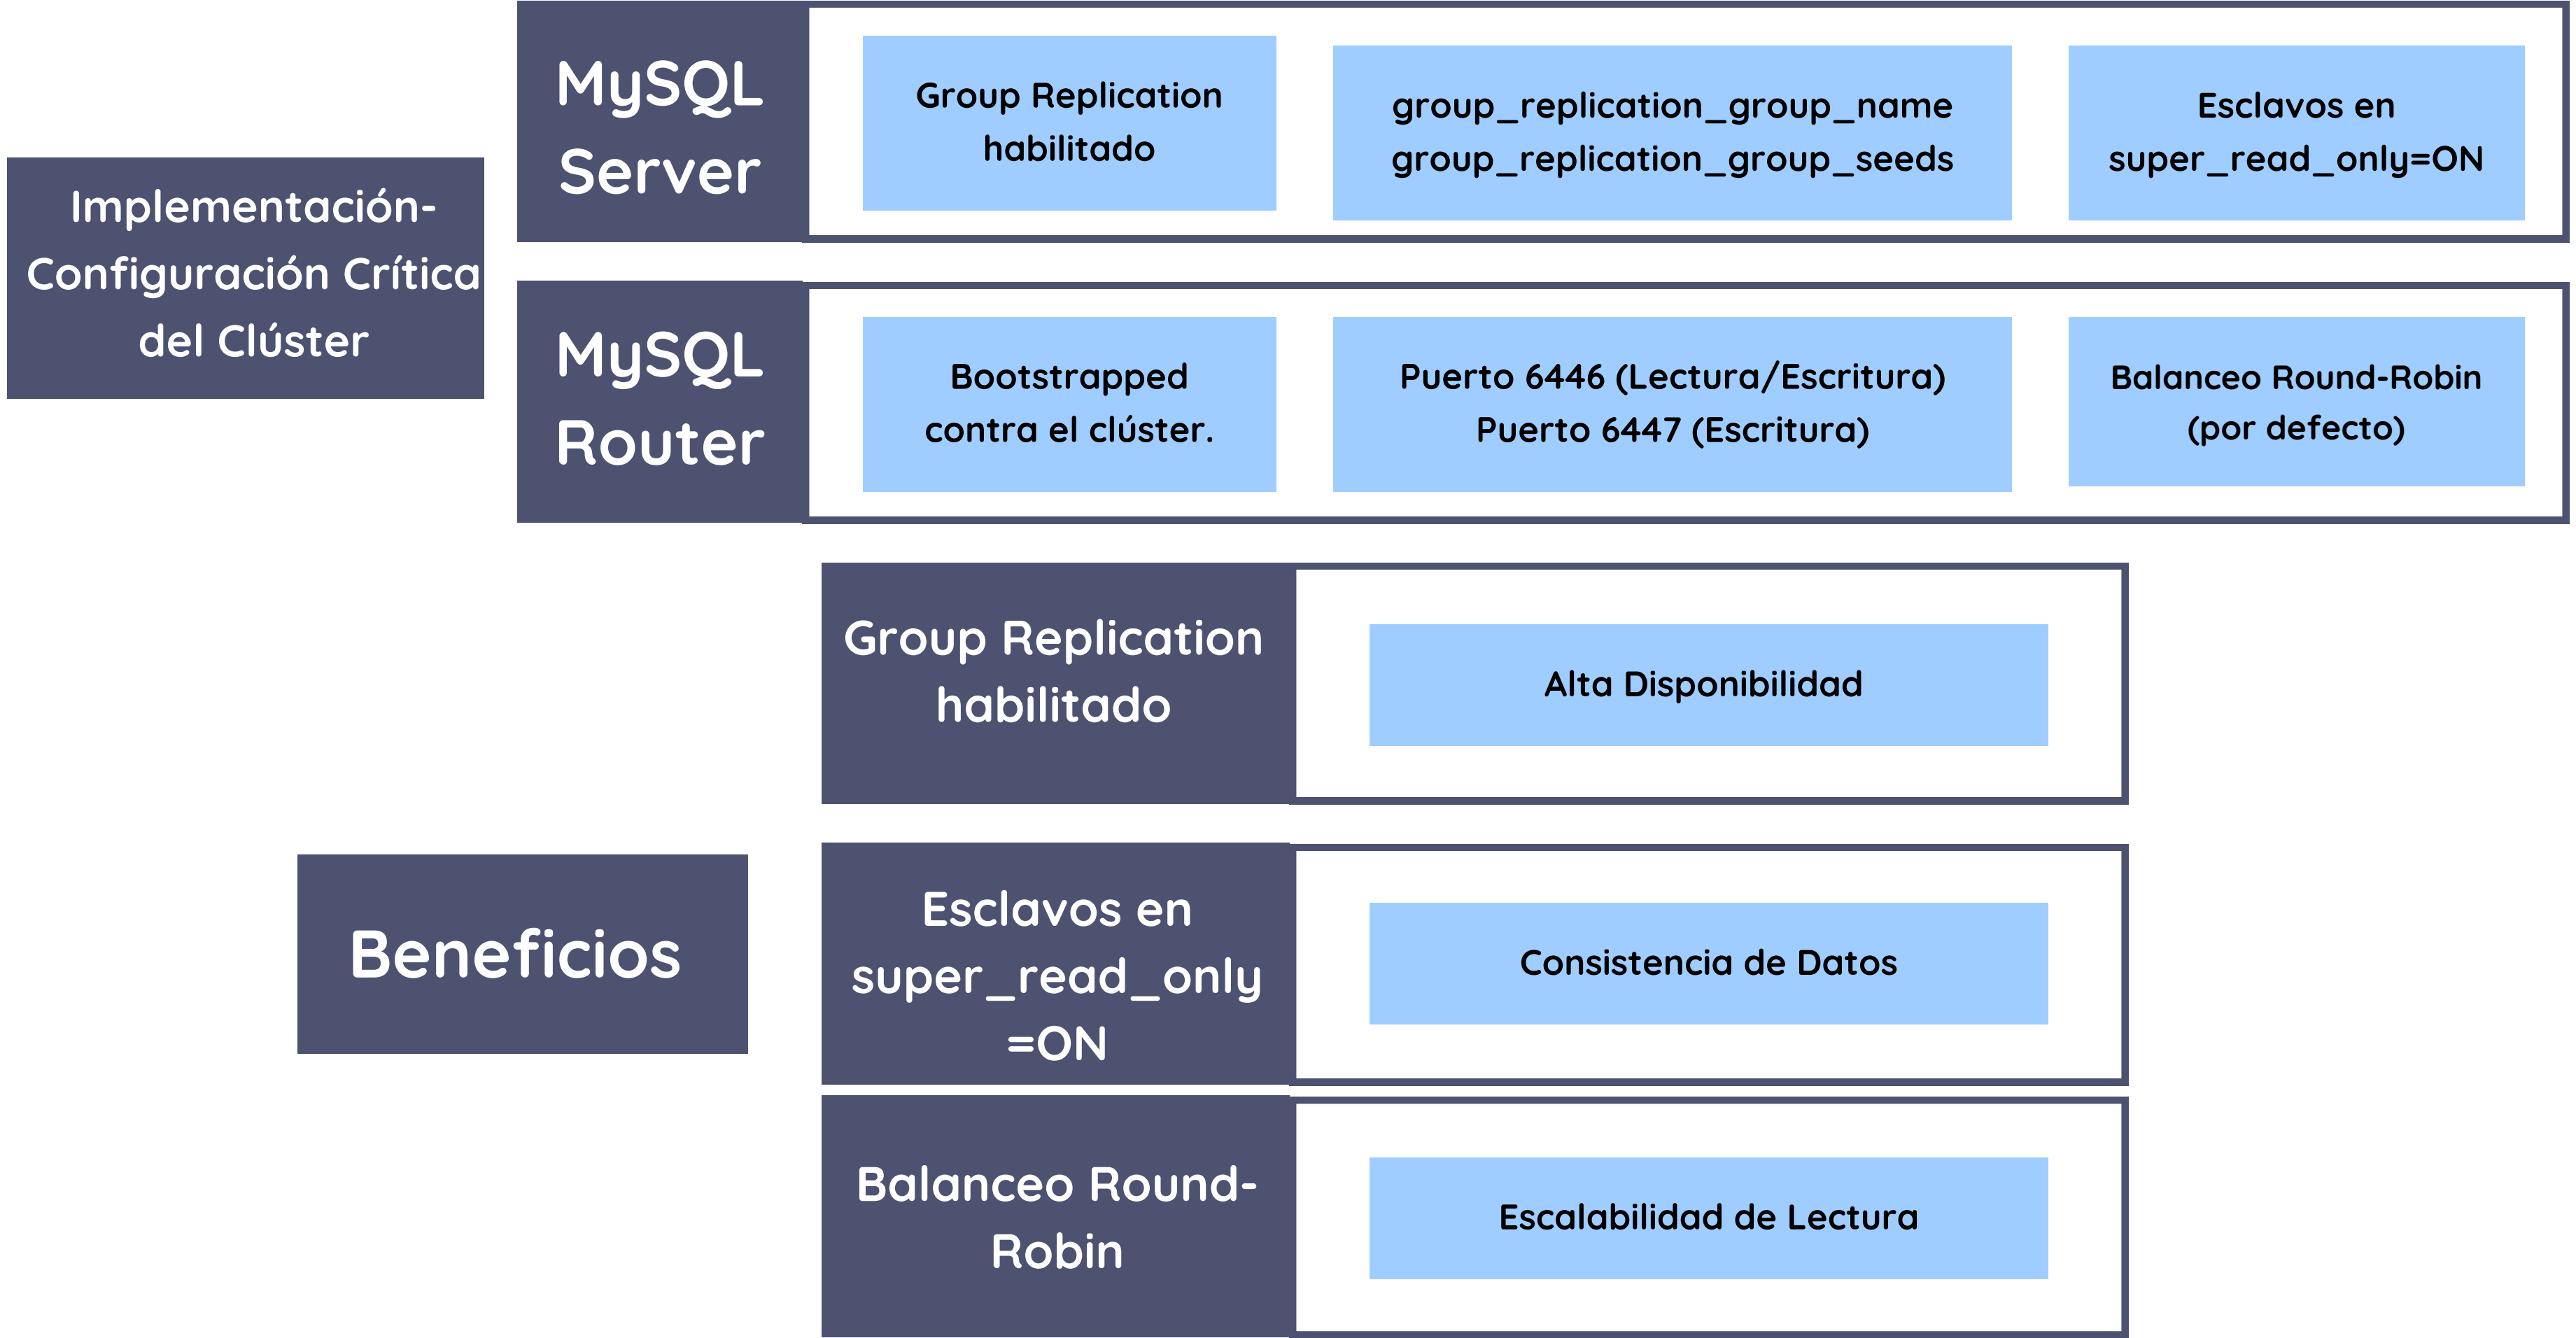 Implementación-
Configuración Crítica
del Clúster
MySQL
Server
Group Replication
habilitado
group_replication_group_name
group_replication_group_seeds
Esclavos en
super_read_only=ON
MySQL
Router
Bootstrapped
contra el clúster.
Puerto 6446 (Lectura/Escritura)
Puerto 6447 (Escritura)
Balanceo Round-Robin
(por defecto)
Beneficios
Group Replication
habilitado
Alta Disponibilidad
Esclavos en
super_read_only
=ON
Consistencia de Datos
Balanceo Round-
Robin
Escalabilidad de Lectura